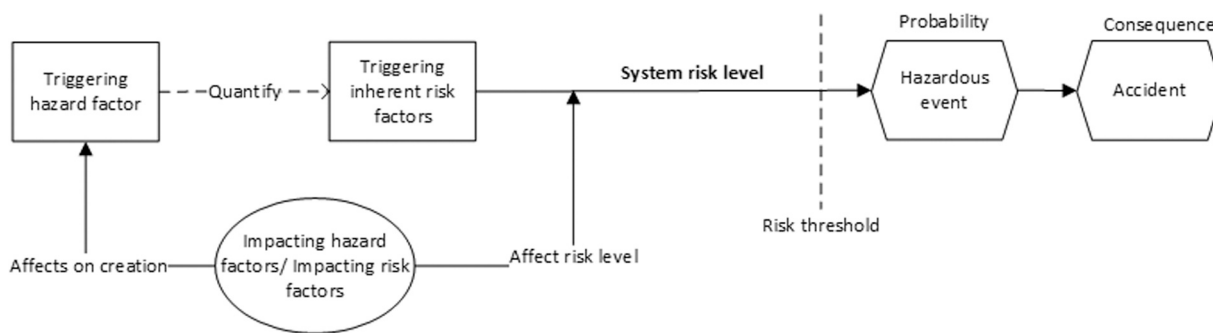 Probability
Consequence
Triggering
hazard factor
Quantify
Triggering
inherent risk
factors
System risk level
Hazardous
event
Accident
Risk threshold
Affects on creation
Impacting hazard
factors/ Impacting risk
factors
Affect risk level